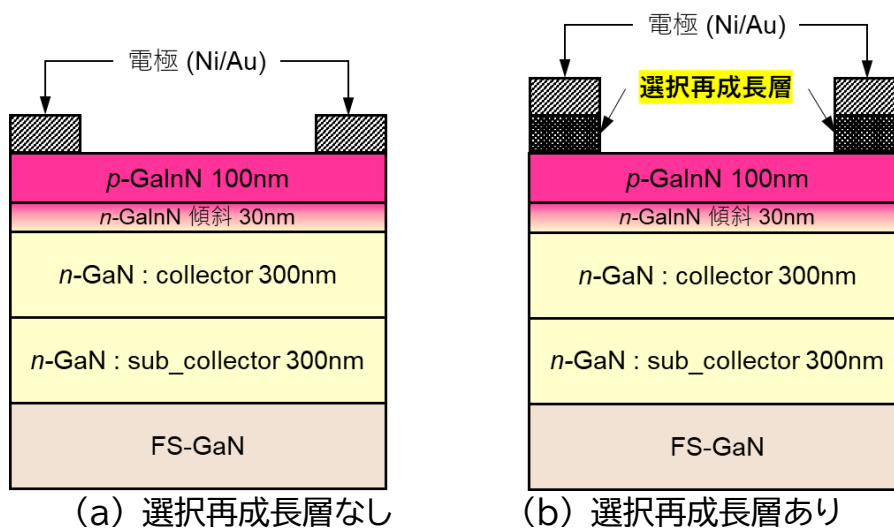 電極 (Ni/Au)
p-GaInN 100nm
n-GaInN 傾斜 30nm
n-GaN : collector 300nm
n-GaN : sub_collector 300nm
FS-GaN
(a) 選択再成長層なし
電極 (Ni/Au)
選択再成長層
p-GaInN 100nm
n-GaInN 傾斜 30nm
n-GaN : collector 300nm
n-GaN : sub_collector 300nm
FS-GaN
(b) 選択再成長層あり